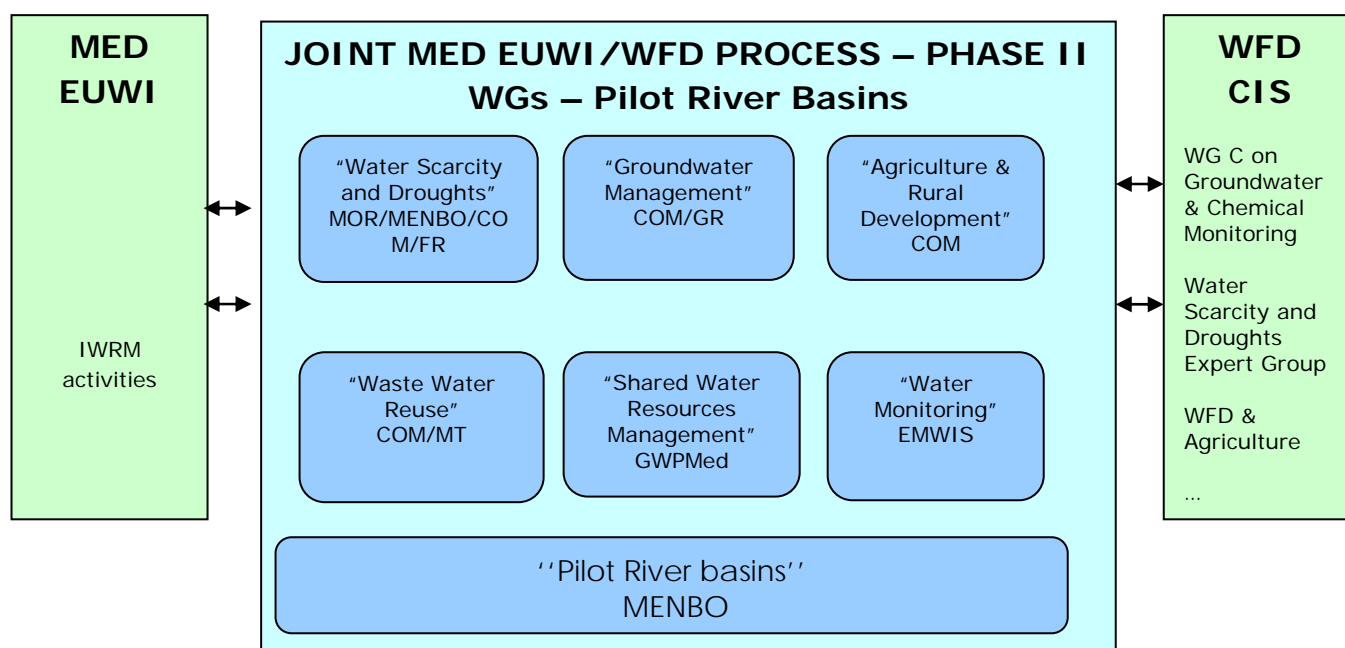 MED
EUWI
IWRM
activities
JOINT MED EUWI/WFD PROCESS – PHASE II
WGs – Pilot River Basins
“Water Scarcity
and Droughts”
MOR/MENBO/CO
M/FR
“Groundwater
Management”
COM/GR
“Agriculture &
Rural
Development”
COM
“Waste Water
Reuse”
COM/MT
“Shared Water
Resources
Management”
GWPMed
“Water
Monitoring”
EMWIS
‘‘Pilot River basins’’
MENBO
WFD
CIS
WG C on
Groundwater
& Chemical
Monitoring
Water
Scarcity and
Droughts
Expert Group
WFD &
Agriculture
…